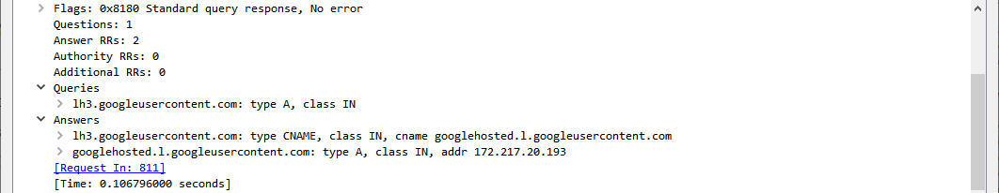 Flags: 0x8180 Standard query response, No error
Questions: 1
Answer RRs: 2
Authority RRs: 0
Additional RRs: 0
Queries
lh3.googleusercontent.com: type A, class IN
Answers
lh3.googleusercontent.com: type CNAME, class IN, cname googlehosted.l.googleusercontent.com
googlehosted.l.googleusercontent.com: type A, class IN, addr 172.217.20.193
[Request In: 811]
[Time: 0.106796000 seconds]